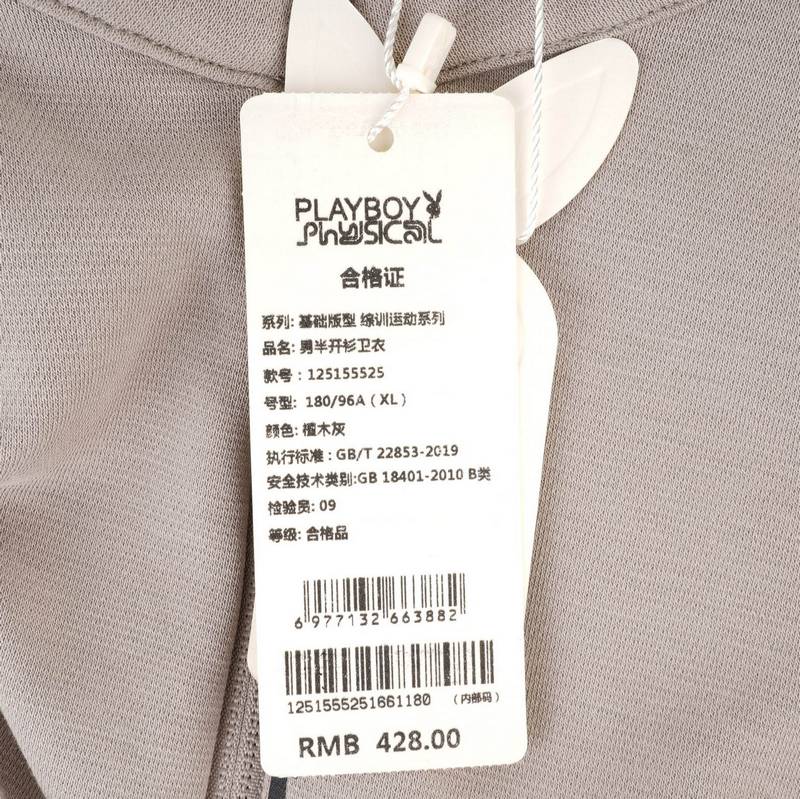 PLAYBOY
PhYSICAL
合格证
系列: 基础版型 综训运动系列
品名: 男半开衫卫衣
款号：125155525
号型: 180/96A（XL）
颜色: 檀木灰
执行标准：GB/T 22853-2019
安全技术类别:GB 18401-2010 B类
检验员: 09
等级: 合格品
6 977132 663882
1251555251661180 （内部码）
RMB 428.00